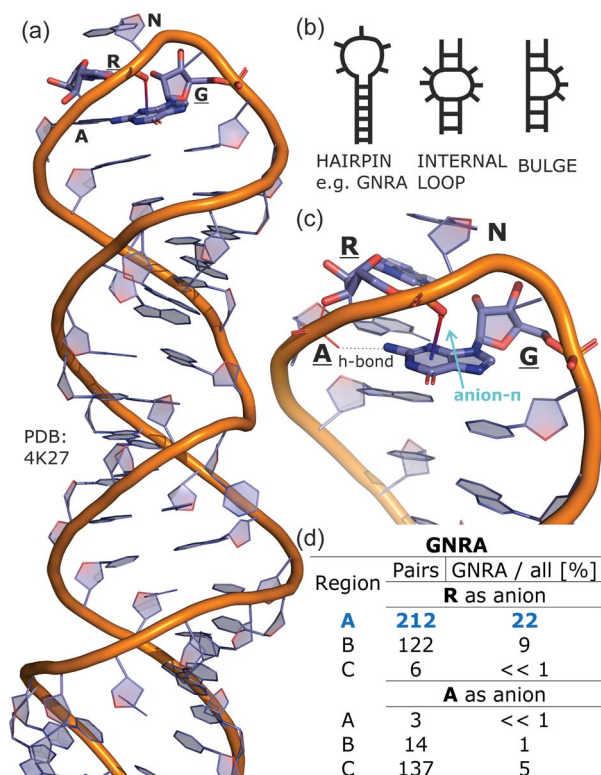 (a)
N
R
G
A
PDB:
4K27
(b)
HAIRPIN
e.g. GNRA
INTERNAL
LOOP
BULGE
(c)
N
R
A
h-bond
G
anion-π
(d)
GNRA
Region Pairs GNRA / all [%]
R as anion
A 212 22
B 122 9
C 6 << 1
A as anion
A 3 << 1
B 14 1
C 137 5